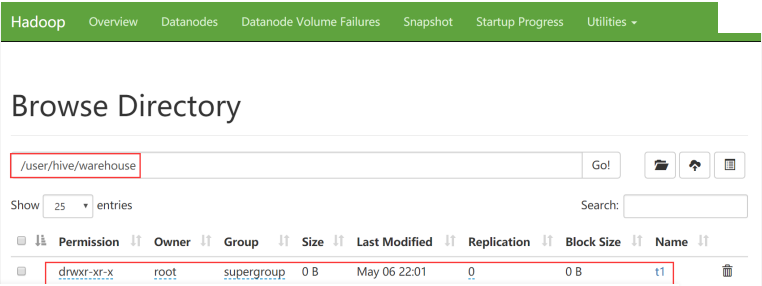 Hadoop Overview Datanodes Datanode Volume Failures Snapshot Startup Progress Utilities
Browse Directory
/user/hive/warehouse Go!
Show 25 entries Search:
Permission Owner Group Size Last Modified Replication Block Size Name
drwxr-xr-x root supergroup 0 B May 06 22:01 0 0 B t1